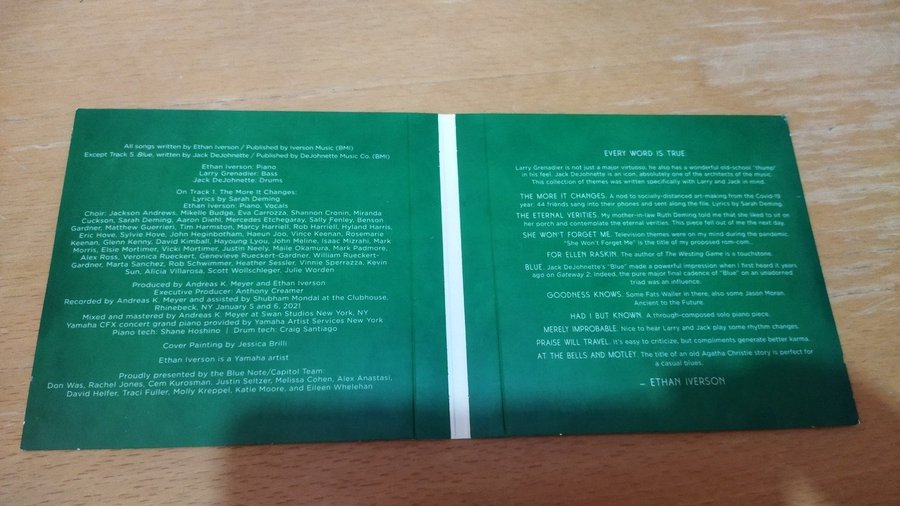 All songs written by Ethan Iverson / Published by Iverson Music (BMI)
Except Track 5. Blue, written by Jack DeJohnette / Published by DeJohnette Music Co. (BMI)
Ethan Iverson: Piano
Larry Grenadier: Bass
Jack DeJohnette: Drums
On Track 1, The More It Changes:
Lyrics by Sarah Deming
Ethan Iverson: Piano, Vocals
Choir: Jackson Andrews, Mikelle Budge, Eva Carrozza, Shannon Cronin, Miranda
Cuckson, Sarah Deming, Aaron Diehl, Mercedes Etchegaray, Sally Fenley, Benson
Gardner, Matthew Guerrieri, Tim Harmston, Marcy Harriell, Rob Harriell, Hyland Harris,
Eric Hove, Sylvie Hove, John Heginbotham, Haeun Joo, Vince Keenan, Rosemarie
Keenan, Glenn Kenny, David Kimball, Hayoung Lyou, John Meline, Isaac Mizrahi, Mark
Morris, Elsie Mortimer, Vicki Mortimer, Justin Neely, Maile Okamura, Mark Padmore,
Alex Ross, Veronica Rueckert, Genevieve Rueckert-Gardner, William Rueckert-
Gardner, Marta Sanchez, Rob Schwimmer, Heather Sessler, Vinnie Sperrazza, Kevin
Sun, Alicia Villarosa, Scott Wollschleger, Julie Worden
Produced by Andreas K. Meyer and Ethan Iverson
Executive Producer: Anthony Creamer
Recorded by Andreas K. Meyer and assisted by Shubham Mondal at the Clubhouse,
Rhinebeck, NY January 5 and 6, 2021
Mixed and mastered by Andreas K. Meyer at Swan Studios New York, NY
Yamaha CFX concert grand piano provided by Yamaha Artist Services New York
Piano tech: Shane Hoshino | Drum tech: Craig Santiago
Cover Painting by Jessica Brilli
Ethan Iverson is a Yamaha artist
Proudly presented by the Blue Note/Capitol Team:
Don Was, Rachel Jones, Cem Kurosman, Justin Seltzer, Melissa Cohen, Alex Anastasi,
David Helfer, Traci Fuller, Molly Kreppel, Katie Moore, and Eileen Whelehan
EVERY WORD IS TRUE
Larry Grenadier is not just a major virtuoso, he also has a wonderful old-school "thump"
in his feel. Jack DeJohnette is an icon, absolutely one of the architects of the music.
This collection of themes was written specifically with Larry and Jack in mind.
THE MORE IT CHANGES. A nod to socially-distanced art-making from the Covid-19
year. 44 friends sang into their phones and sent along the file. Lyrics by Sarah Deming.
THE ETERNAL VERITIES. My mother-in-law Ruth Deming told me that she liked to sit on
her porch and contemplate the eternal verities. This piece fell out of me the next day.
SHE WON'T FORGET ME. Television themes were on my mind during the pandemic.
"She Won't Forget Me" is the title of my proposed rom-com...
FOR ELLEN RASKIN. The author of The Westing Game is a touchstone.
BLUE. Jack DeJohnette's "Blue" made a powerful impression when I first heard it years
ago on Gateway 2; indeed, the pure major final cadence of "Blue" on an unadorned
triad was an influence.
GOODNESS KNOWS. Some Fats Waller in there, also some Jason Moran.
Ancient to the Future.
HAD I BUT KNOWN. A through-composed solo piano piece.
MERELY IMPROBABLE. Nice to hear Larry and Jack play some rhythm changes.
PRAISE WILL TRAVEL. It's easy to criticize, but compliments generate better karma.
AT THE BELLS AND MOTLEY. The title of an old Agatha Christie story is perfect for
a casual blues.
– ETHAN IVERSON